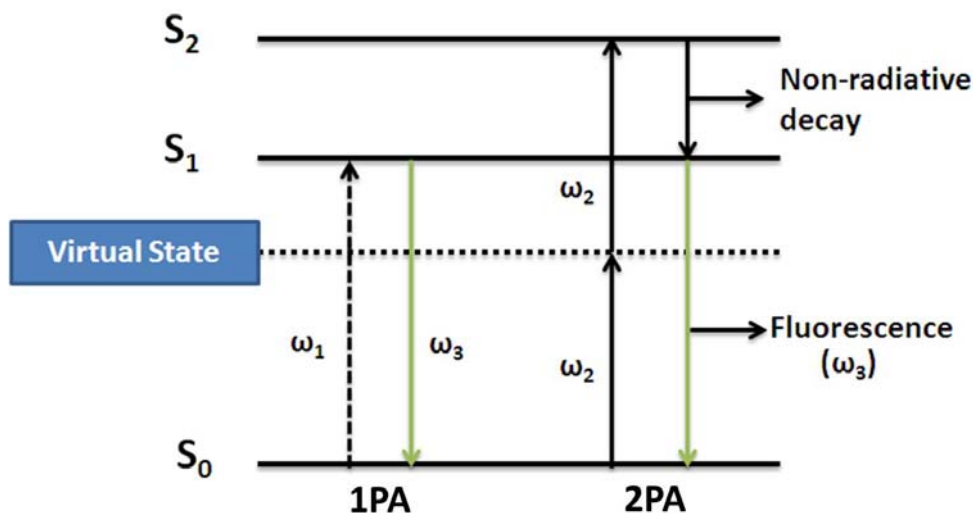 S₂
Non-radiative
decay
S₁
ω₂
Virtual State
ω₁
ω₃
ω₂
Fluorescence
(ω₃)
S₀
1PA
2PA